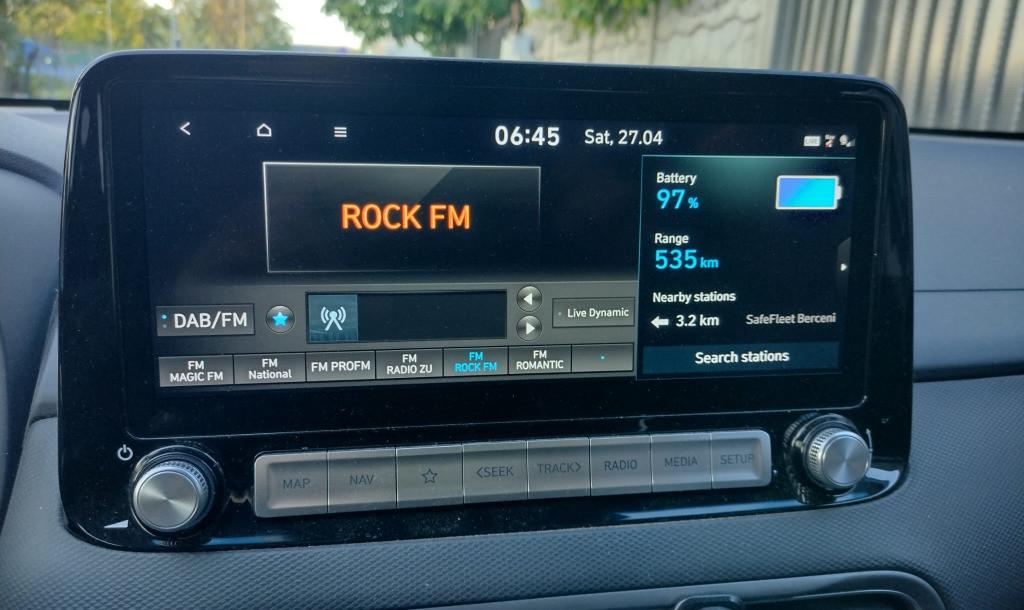 06:45 Sat, 27.04
ROCK FM
Battery
97 %
Range
535 km
Nearby stations
3.2 km SafeFleet Berceni
Search stations
DAB/FM
Live Dynamic
FM
MAGIC FM
FM
National
FM PROFM
FM
RADIO ZU
FM
ROCK FM
FM
ROMANTIC
MAP NAV <SEEK TRACK> RADIO MEDIA SETUP